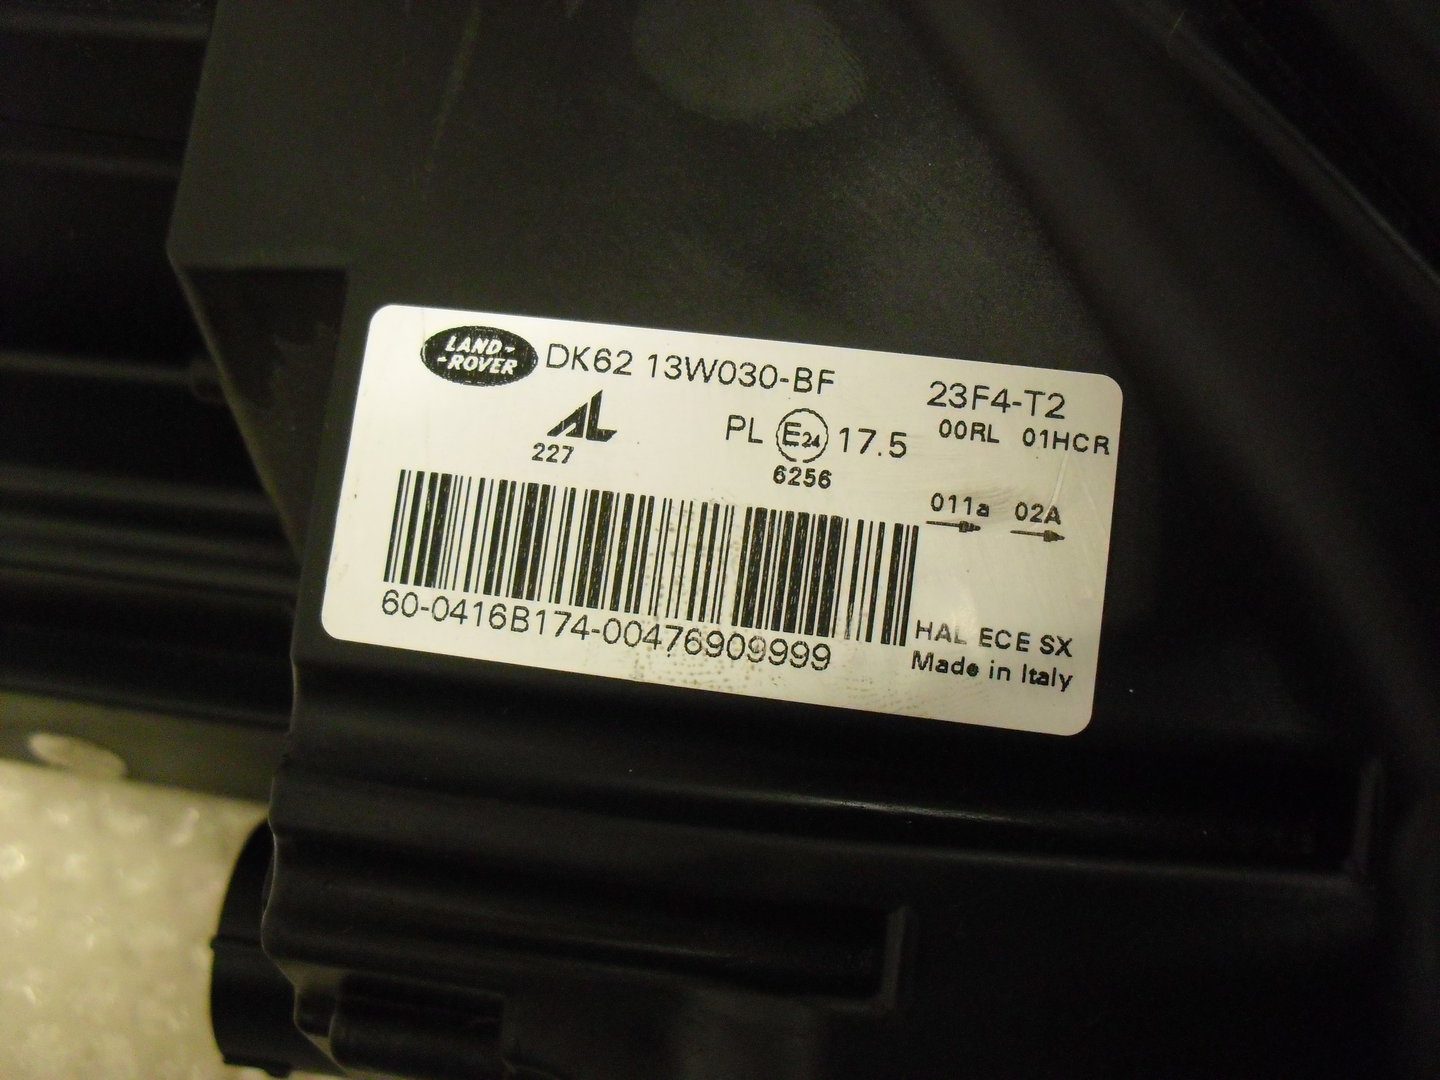 LAND-
-ROVER
DK62 13W030-BF
23F4-T2
AL
227
PL E24 17.5
6256
00RL 01HCR
011a 02A
60-0416B174-00476909999
HAL ECE SX
Made in Italy